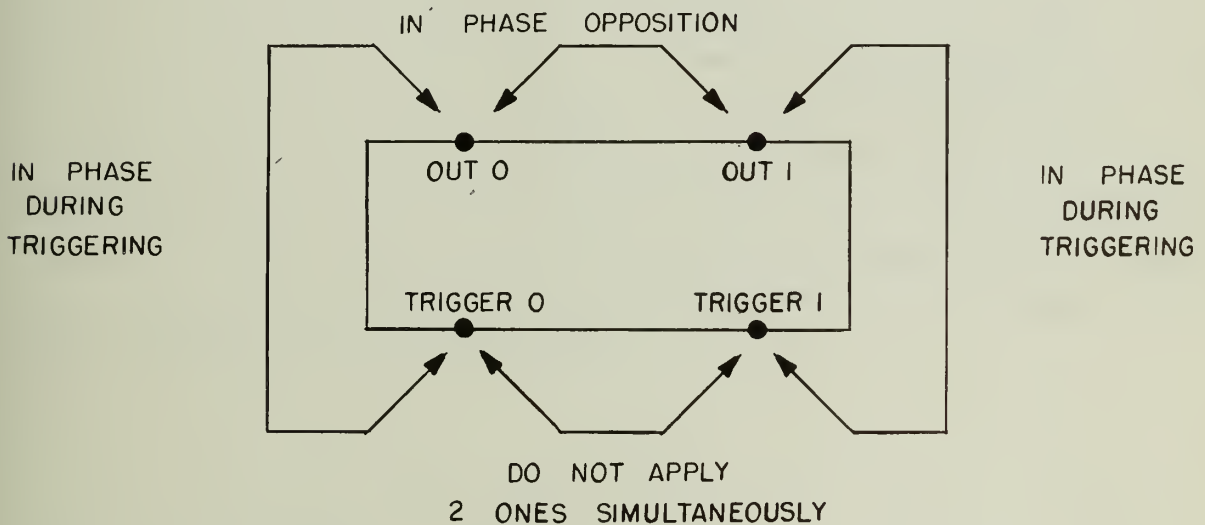 IN PHASE OPPOSITION
IN PHASE
DURING
TRIGGERING
OUT 0
OUT 1
IN PHASE
DURING
TRIGGERING
TRIGGER 0
TRIGGER 1
DO NOT APPLY
2 ONES SIMULTANEOUSLY